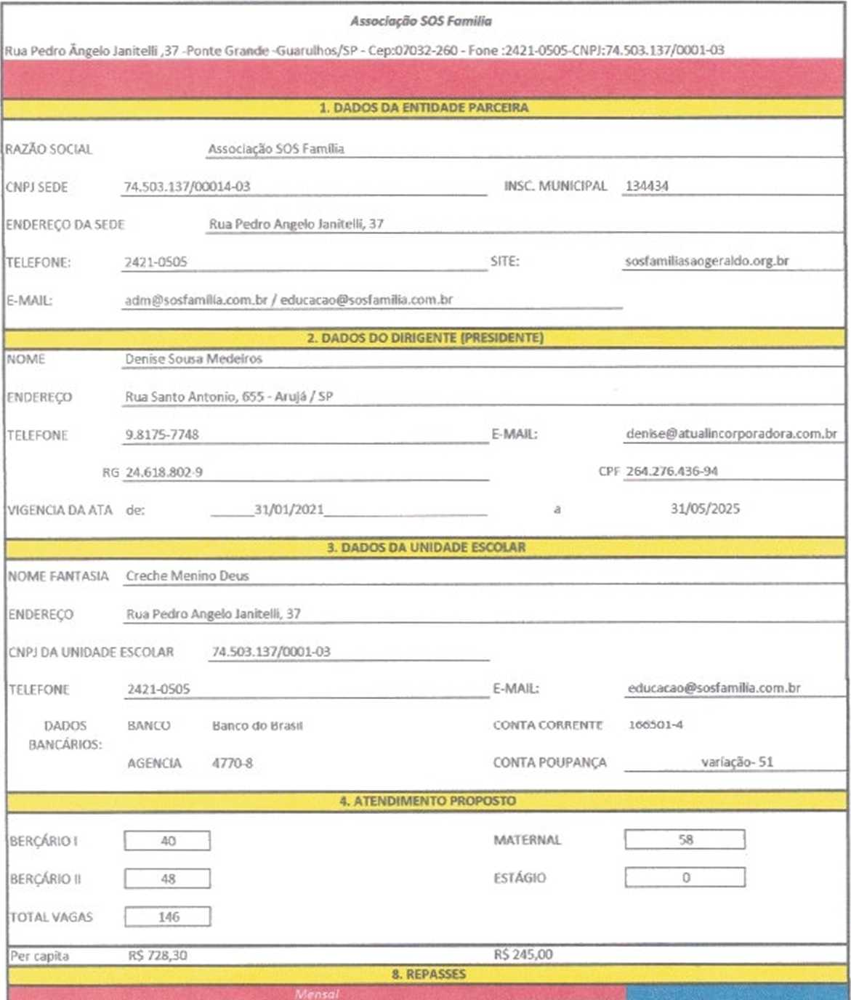 Associação SOS Familia
Rua Pedro Ângelo Janitelli ,37 -Ponte Grande -Guarulhos/SP - Cep:07032-260 - Fone :2421-0505-CNPJ:74.503.137/0001-03
1. DADOS DA ENTIDADE PARCEIRA
RAZÃO SOCIAL Associação SOS Família
CNPJ SEDE 74.503.137/00014-03 INSC. MUNICIPAL 134434
ENDEREÇO DA SEDE Rua Pedro Angelo Janitelli, 37
TELEFONE: 2421-0505 SITE: sosfamiliasaogeraldo.org.br
E-MAIL: adm@sosfamilia.com.br / educacao@sosfamilia.com.br
2. DADOS DO DIRIGENTE (PRESIDENTE)
NOME Denise Sousa Medeiros
ENDEREÇO Rua Santo Antonio, 655 - Arujá / SP
TELEFONE 9.8175-7748 E-MAIL: denise@atualincorporadora.com.br
RG 24.618.802-9 CPF 264.276.436-94
VIGENCIA DA ATA de: 31/01/2021 a 31/05/2025
3. DADOS DA UNIDADE ESCOLAR
NOME FANTASIA Creche Menino Deus
ENDEREÇO Rua Pedro Angelo Janitelli, 37
CNPJ DA UNIDADE ESCOLAR 74.503.137/0001-03
TELEFONE 2421-0505 E-MAIL: educacao@sosfamilia.com.br
DADOS BANCÁRIOS: BANCO Banco do Brasil CONTA CORRENTE 166501-4
AGENCIA 4770-8 CONTA POUPANÇA variação- 51
4. ATENDIMENTO PROPOSTO
BERÇÁRIO I 40 MATERNAL 58
BERÇÁRIO II 48 ESTÁGIO 0
TOTAL VAGAS 146
Per capita R$ 728,30 R$ 245,00
8. REPASSES
Mensal